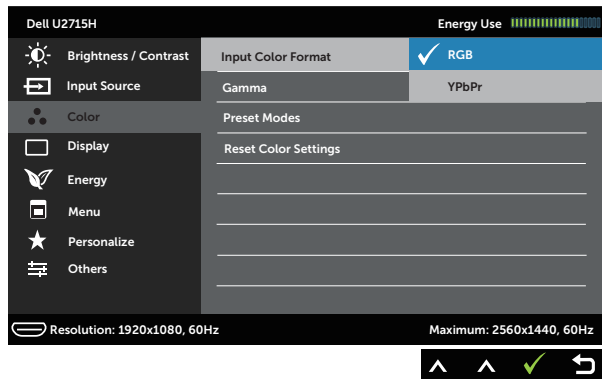 Dell U2715H
Energy Use
Brightness / Contrast
Input Color Format
RGB
Input Source
Gamma
YPbPr
Color
Preset Modes
Display
Reset Color Settings
Energy
Menu
Personalize
Others
Resolution: 1920x1080, 60Hz
Maximum: 2560x1440, 60Hz